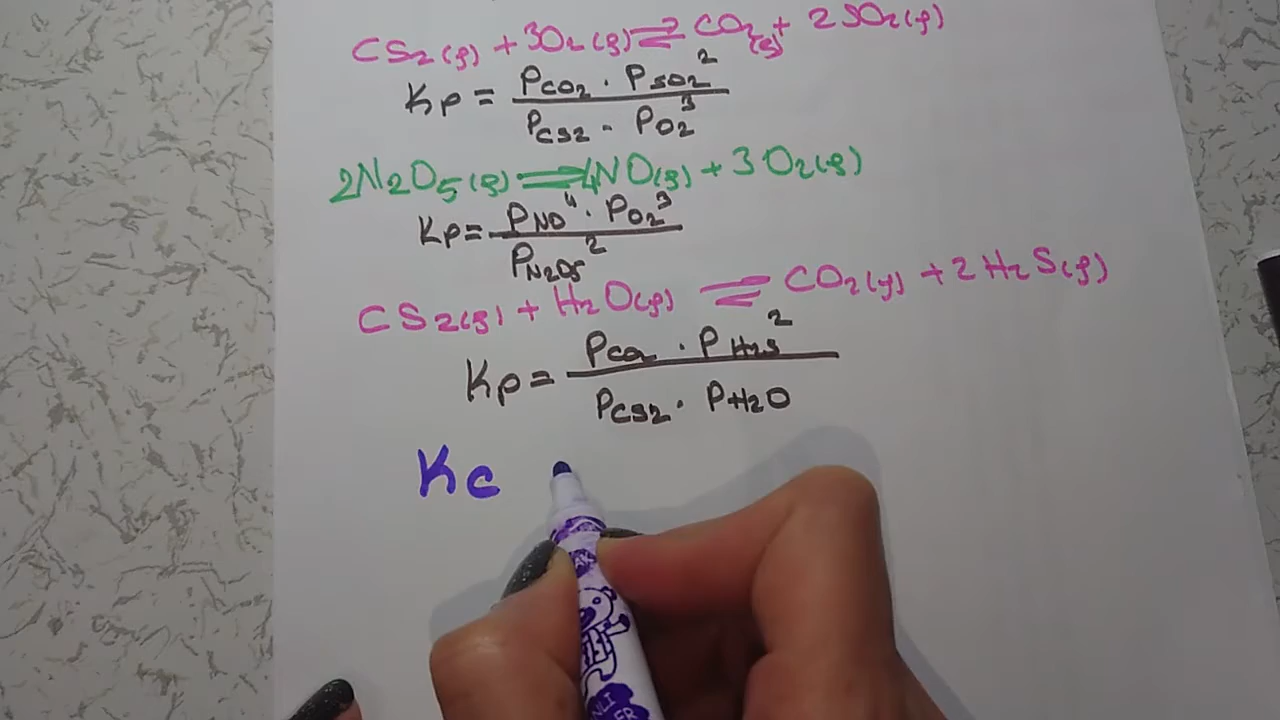 CS2(g) + 3O2(g) ⇌ CO2(g) + 2SO2(g)
Kp = PCO2 . PSO2^2 / PCS2 . PO2^3
2N2O5(g) ⇌ 4NO(g) + 3O2(g)
Kp = PNO^4 . PO2^3 / PN2O5^2
CS2(g) + H2O(g) ⇌ CO2(g) + 2H2S(g)
Kp = PCO2 . PH2S^2 / PCS2 . PH2O
Kc